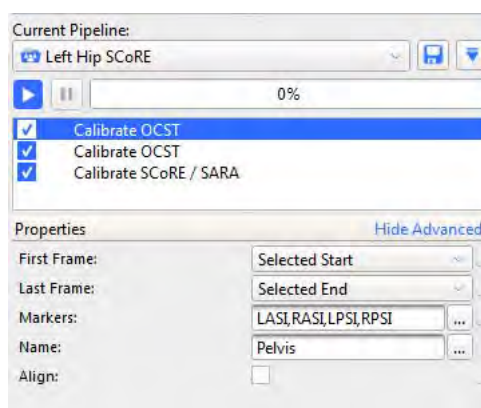 Current Pipeline:
Left Hip SCoRE
0%
Calibrate OCST
Calibrate OCST
Calibrate SCoRE / SARA
Properties Hide Advanced
First Frame: Selected Start
Last Frame: Selected End
Markers: LASI,RASI,LPSI,RPSI ...
Name: Pelvis ...
Align: